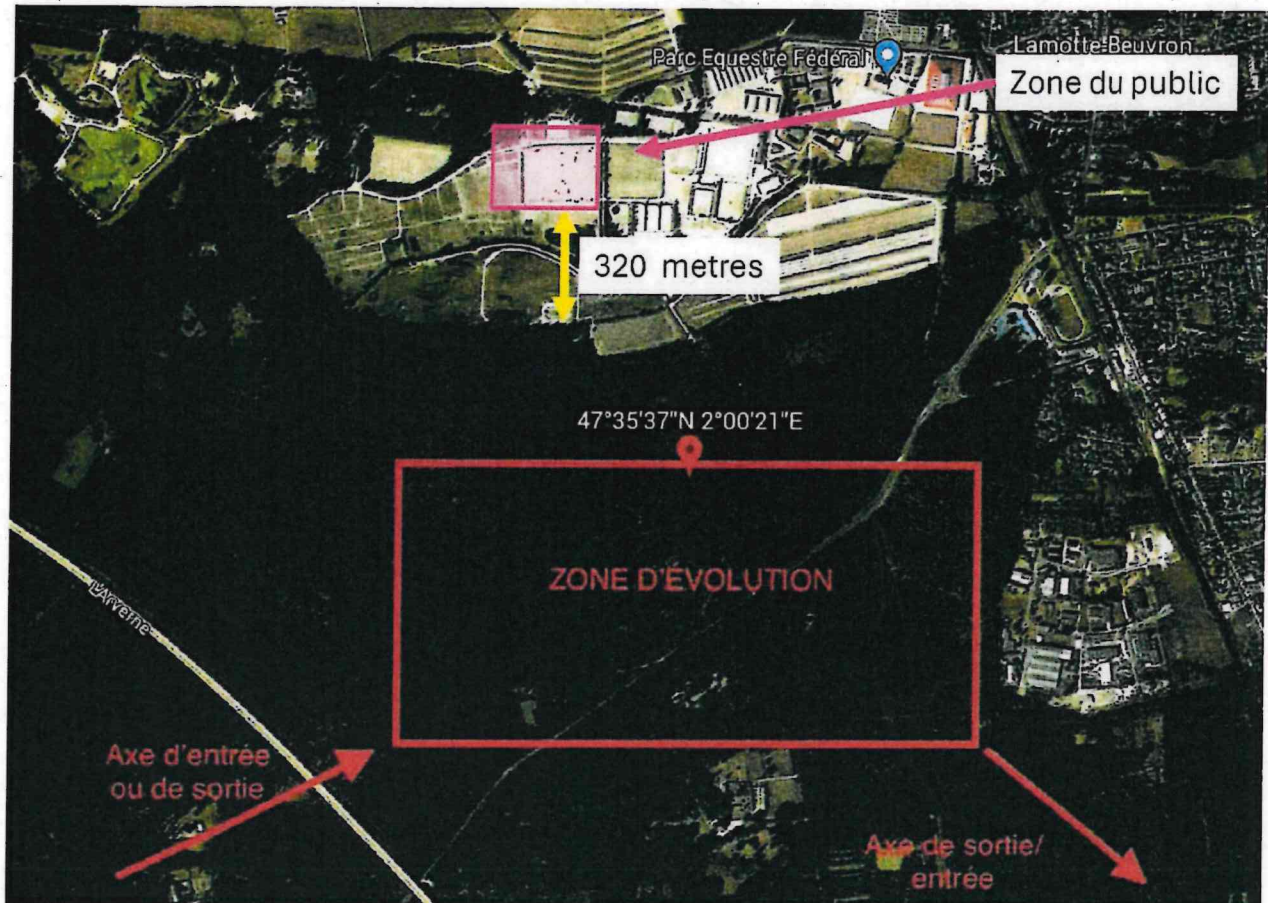 Parc Equestre Fédéral
Lamotte-Beuvron
Zone du public
320 metres
47°35'37"N 2°00'21"E
ZONE D'ÉVOLUTION
L'Arverne
Axe d'entrée
ou de sortie
Axe de sortie/
entrée